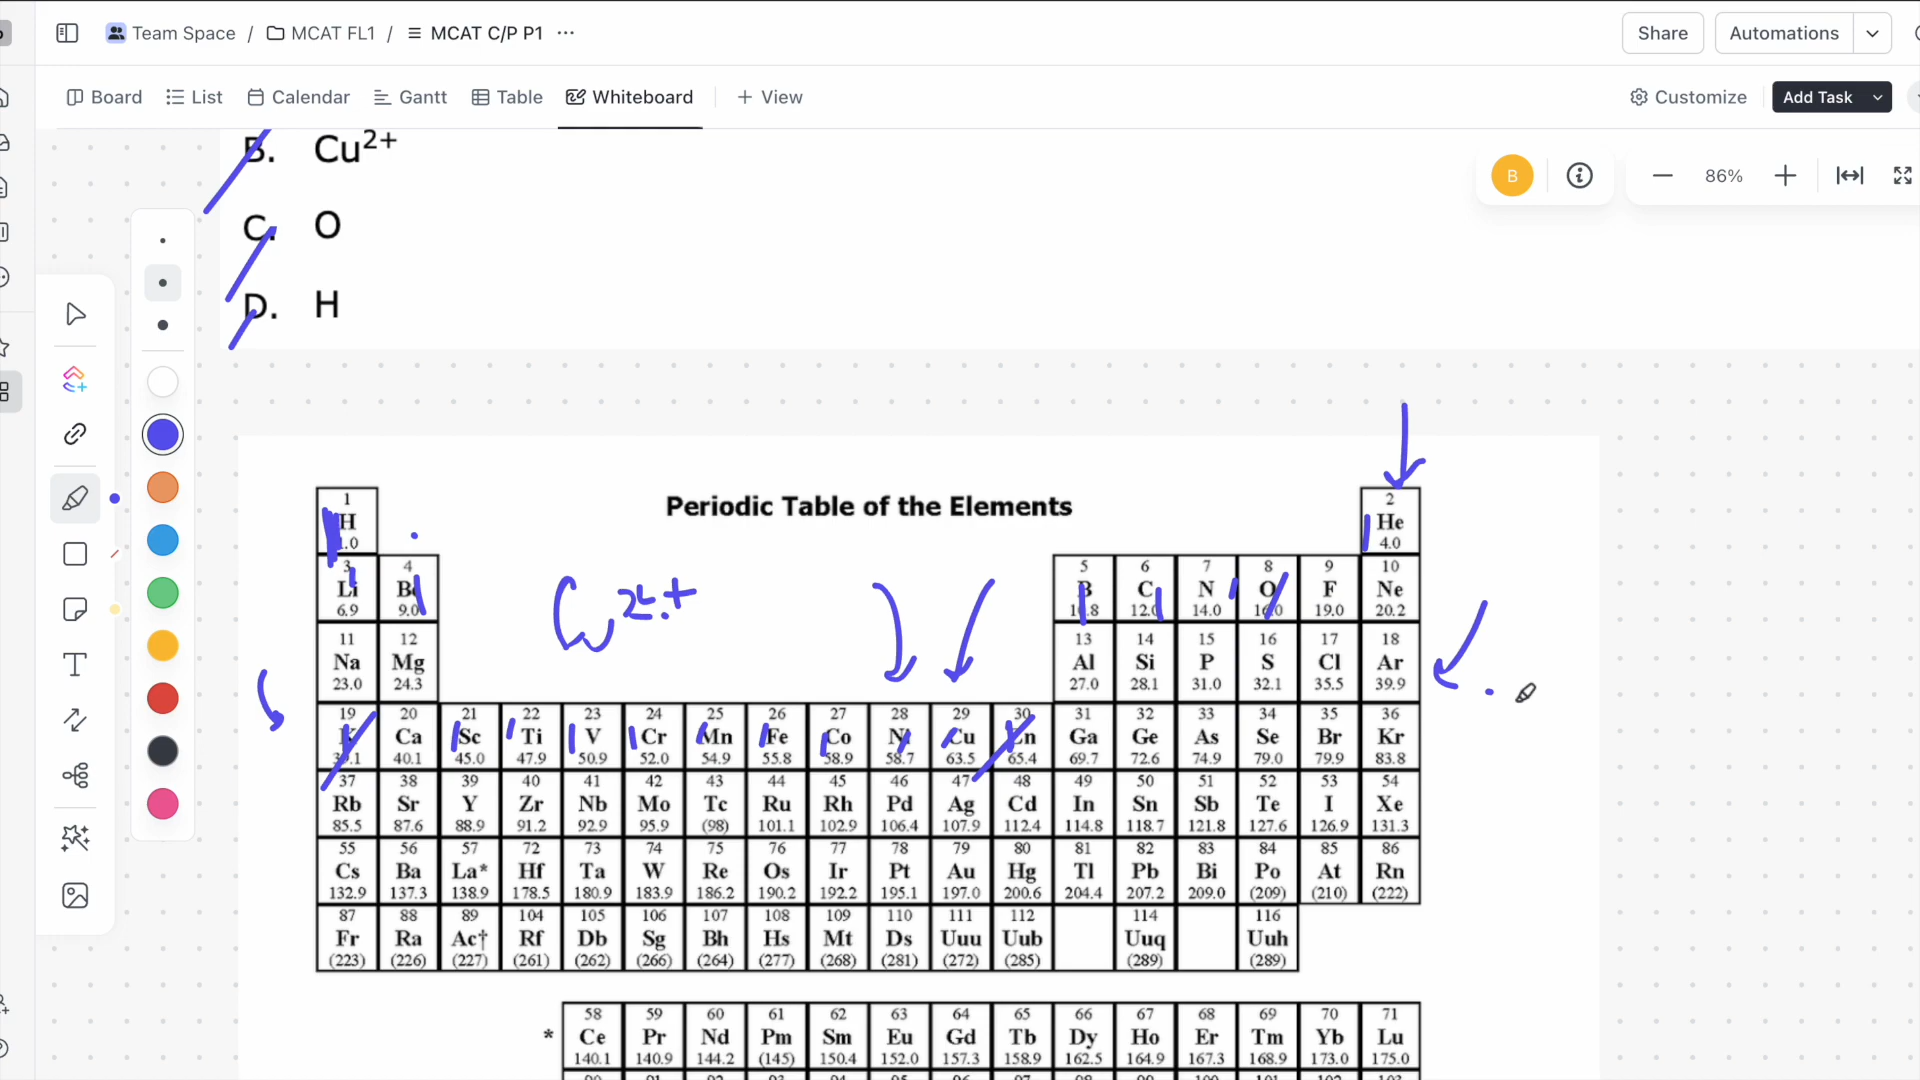 Team Space / MCAT FL1 / MCAT C/P P1 ...
Share
Automations
Board
List
Calendar
Gantt
Table
Whiteboard
+ View
Customize
Add Task
B. Cu2+
C. O
D. H
B
86%
Periodic Table of the Elements
Cu2+
1 2
H He
1.0 4.0
3 4 5 6 7 8 9 10
Li Be B C N O F Ne
6.9 9.0 10.8 12.0 14.0 16.0 19.0 20.2
11 12 13 14 15 16 17 18
Na Mg Al Si P S Cl Ar
23.0 24.3 27.0 28.1 31.0 32.1 35.5 39.9
19 20 21 22 23 24 25 26 27 28 29 30 31 32 33 34 35 36
K Ca Sc Ti V Cr Mn Fe Co Ni Cu Zn Ga Ge As Se Br Kr
39.1 40.1 45.0 47.9 50.9 52.0 54.9 55.8 58.9 58.7 63.5 65.4 69.7 72.6 74.9 79.0 79.9 83.8
37 38 39 40 41 42 43 44 45 46 47 48 49 50 51 52 53 54
Rb Sr Y Zr Nb Mo Tc Ru Rh Pd Ag Cd In Sn Sb Te I Xe
85.5 87.6 88.9 91.2 92.9 95.9 (98) 101.1 102.9 106.4 107.9 112.4 114.8 118.7 121.8 127.6 126.9 131.3
55 56 57 72 73 74 75 76 77 78 79 80 81 82 83 84 85 86
Cs Ba La* Hf Ta W Re Os Ir Pt Au Hg Tl Pb Bi Po At Rn
132.9 137.3 138.9 178.5 180.9 183.9 186.2 190.2 192.2 195.1 197.0 200.6 204.4 207.2 209.0 (209) (210) (222)
87 88 89 104 105 106 107 108 109 110 111 112 114 116
Fr Ra Ac† Rf Db Sg Bh Hs Mt Ds Uuu Uub Uuq Uuh
(223) (226) (227) (261) (262) (266) (264) (277) (268) (281) (272) (285) (289) (289)
58 59 60 61 62 63 64 65 66 67 68 69 70 71
* Ce Pr Nd Pm Sm Eu Gd Tb Dy Ho Er Tm Yb Lu
140.1 140.9 144.2 (145) 150.4 152.0 157.3 158.9 162.5 164.9 167.3 168.9 173.0 175.0